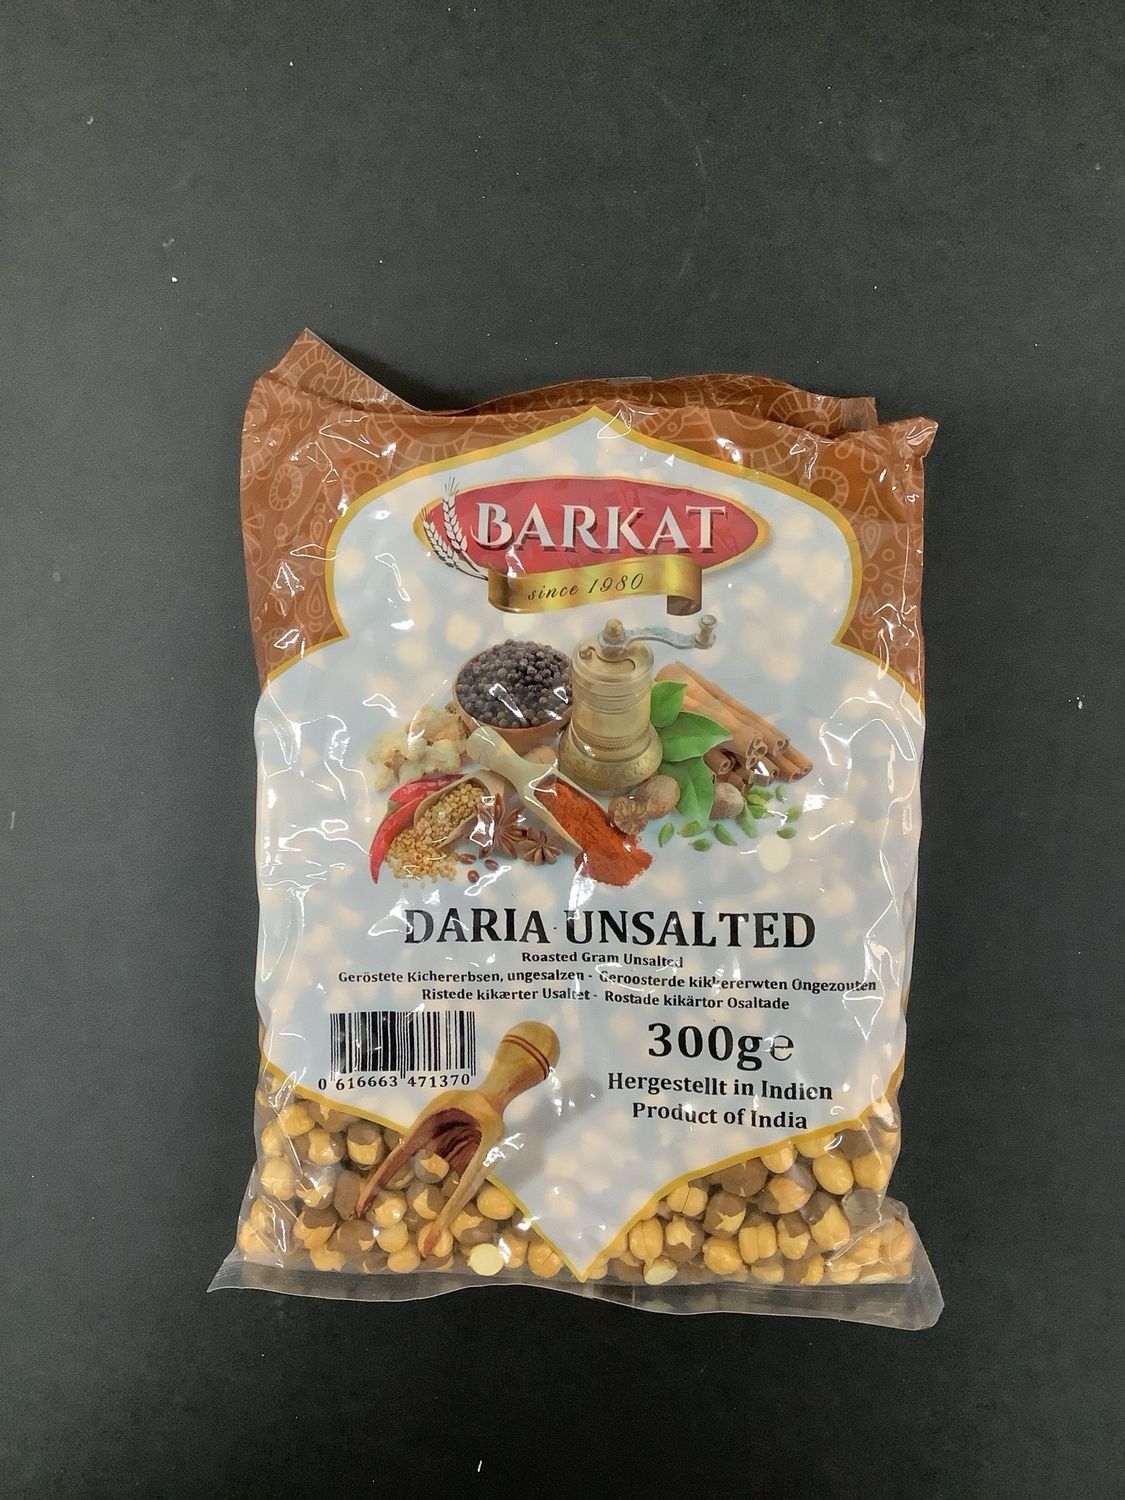 BARKAT
since 1980
DARIA UNSALTED
Roasted Gram Unsalted
Geröstete Kichererbsen, ungesalzen - Geroosterde kikkererwten Ongezouten
Ristede kikærter Usaltet - Rostade kikärtor Osaltade
300g℮
0 616663 471370
Hergestellt in Indien
Product of India